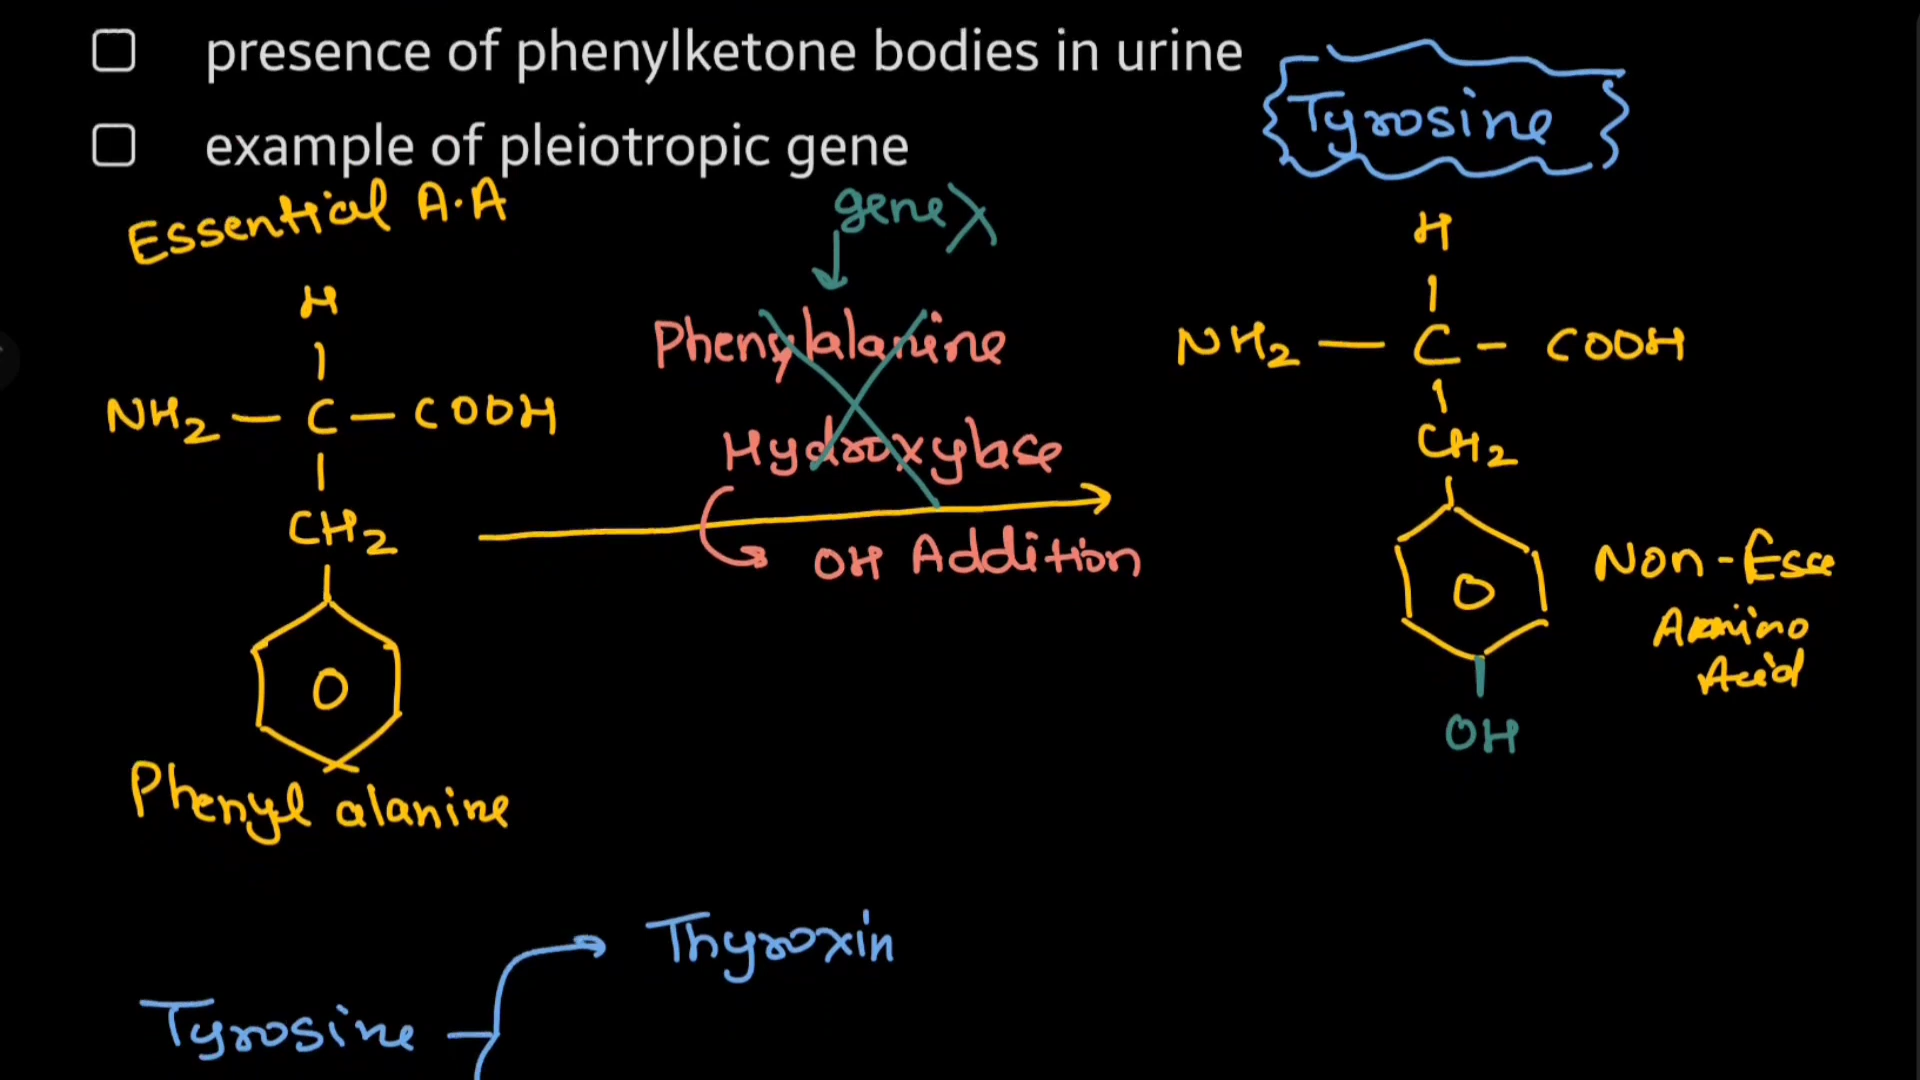 presence of phenylketone bodies in urine
Tyrosine
example of pleiotropic gene
Essential A.A
gene
H
H
Phenylalanine
NH2 — C — COOH
NH2 — C — COOH
Hydroxylase
CH2
CH2
OH Addition
Non-Esse
Amino
Acid
OH
Phenyl alanine
Thyroxin
Tyrosine